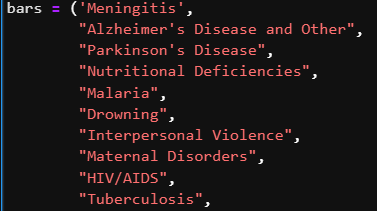 bars = ('Meningitis',
"Alzheimer's Disease and Other",
"Parkinson's Disease",
"Nutritional Deficiencies",
"Malaria",
"Drowning",
"Interpersonal Violence",
"Maternal Disorders",
"HIV/AIDS",
"Tuberculosis",